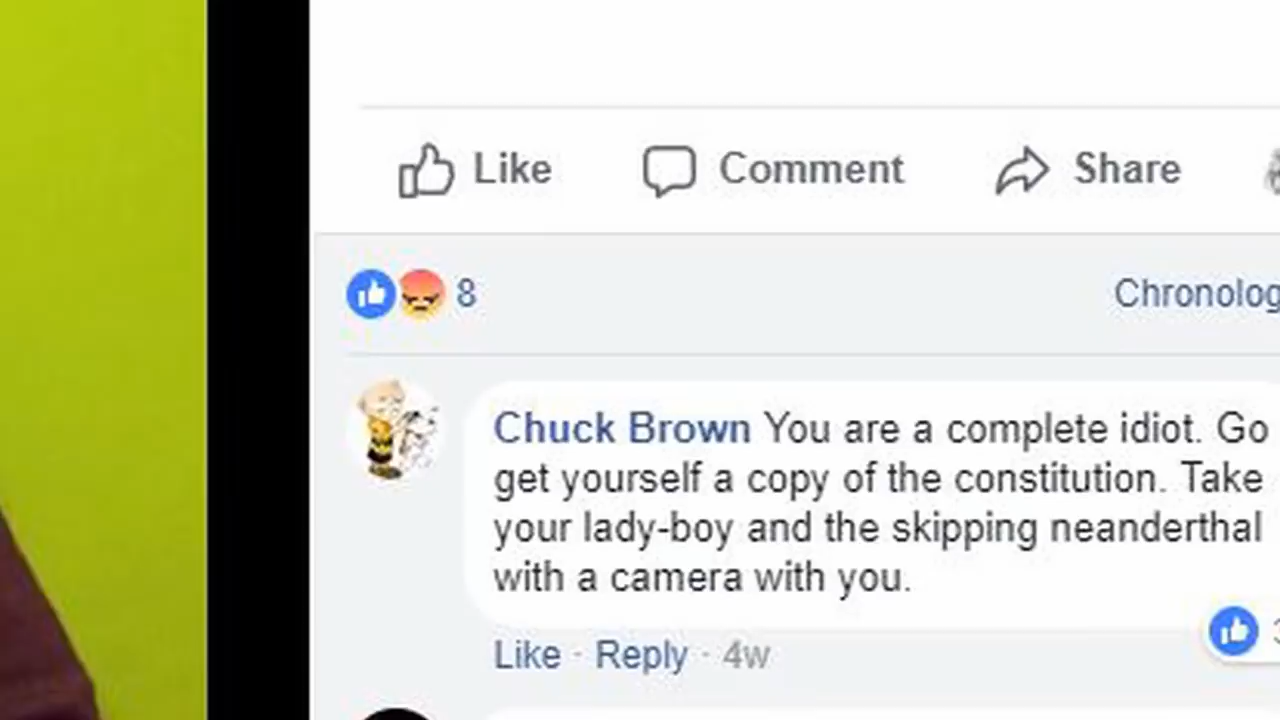 Like Comment Share
8 Chronolog
Chuck Brown You are a complete idiot. Go
get yourself a copy of the constitution. Take
your lady-boy and the skipping neanderthal
with a camera with you.
Like · Reply · 4w